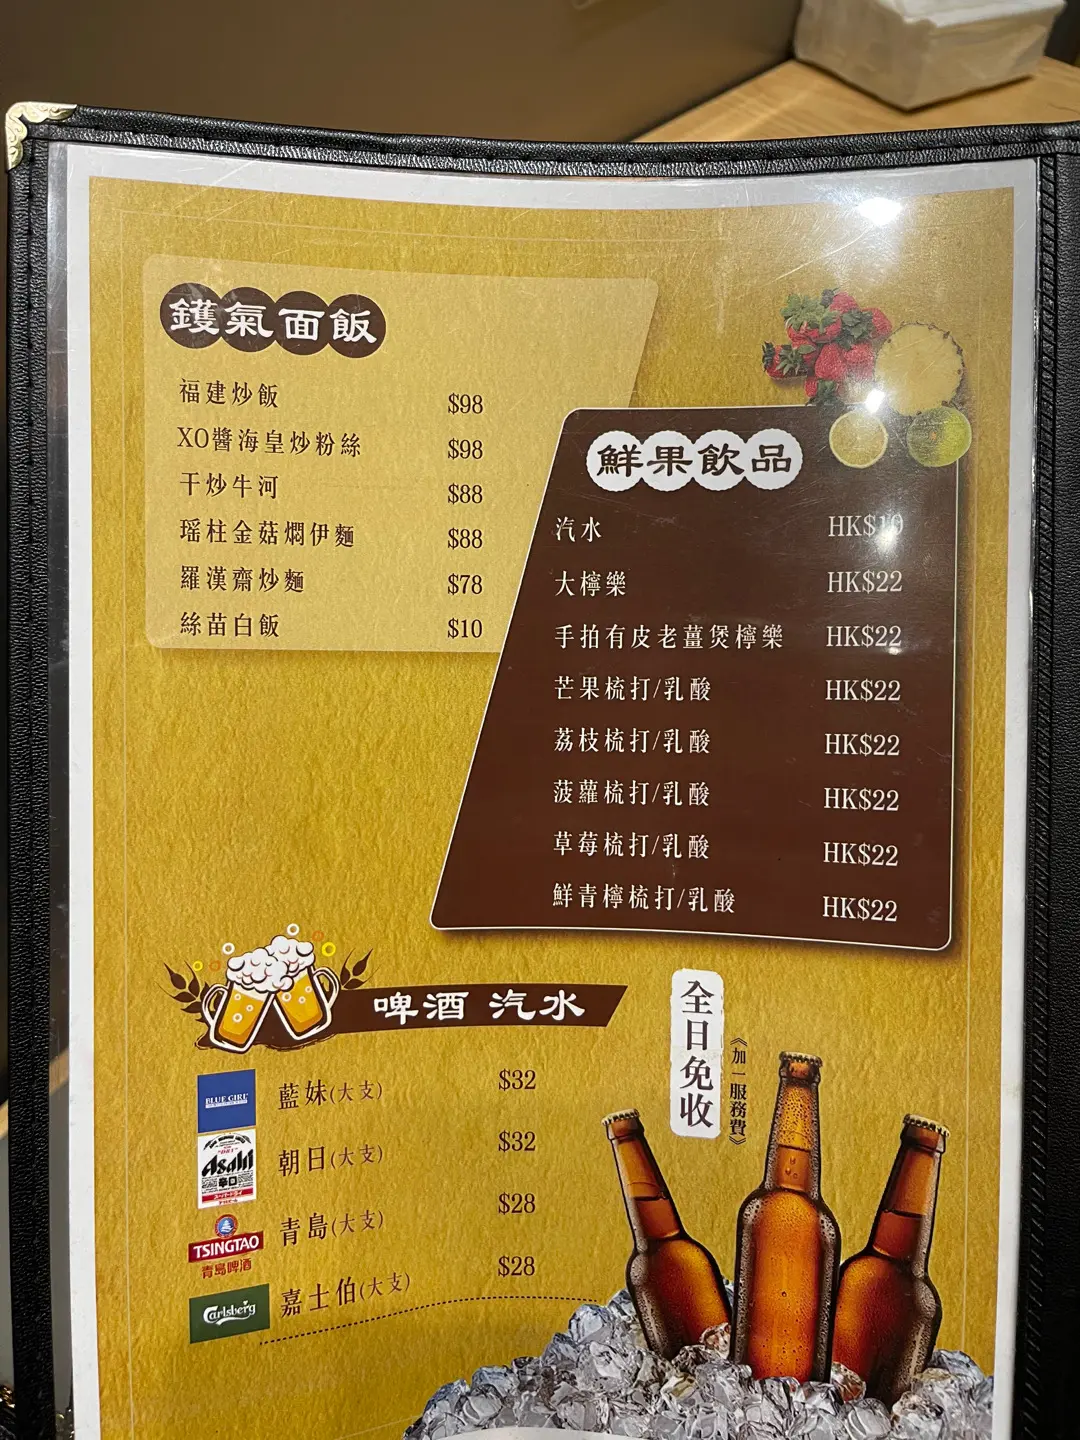 鑊氣面飯
福建炒飯 $98
XO醬海皇炒粉絲 $98
干炒牛河 $88
瑤柱金菇燜伊麵 $88
羅漢齋炒麵 $78
絲苗白飯 $10
鮮果飲品
汽水 HK$10
大檸樂 HK$22
手拍有皮老薑煲檸樂 HK$22
芒果梳打/乳酸 HK$22
荔枝梳打/乳酸 HK$22
菠蘿梳打/乳酸 HK$22
草莓梳打/乳酸 HK$22
鮮青檸梳打/乳酸 HK$22
啤酒 汽水
BLUE GIRL 藍妹(大支) $32
Asahi 辛口 朝日(大支) $32
TSINGTAO 青島啤酒 青島(大支) $28
Carlsberg 嘉士伯(大支) $28
全日免收
《加一服務費》